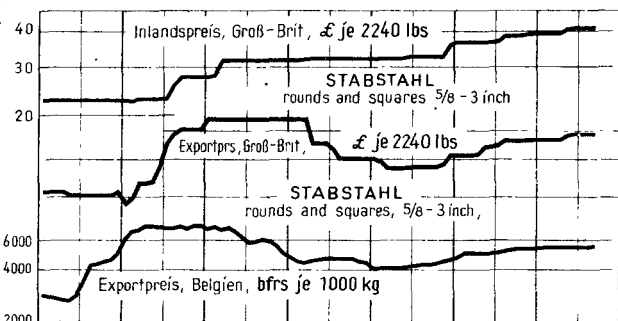 40
Inlandspreis, Groß-Brit, £ je 2240 lbs
30
STABSTAHL
rounds and squares 5/8 - 3 inch
20
Exportprs, Groß-Brit, £ je 2240 lbs
STABSTAHL
rounds and squares, 5/8 - 3 inch,
6000
4000
Exportpreis, Belgien, bfrs je 1000 kg
2000